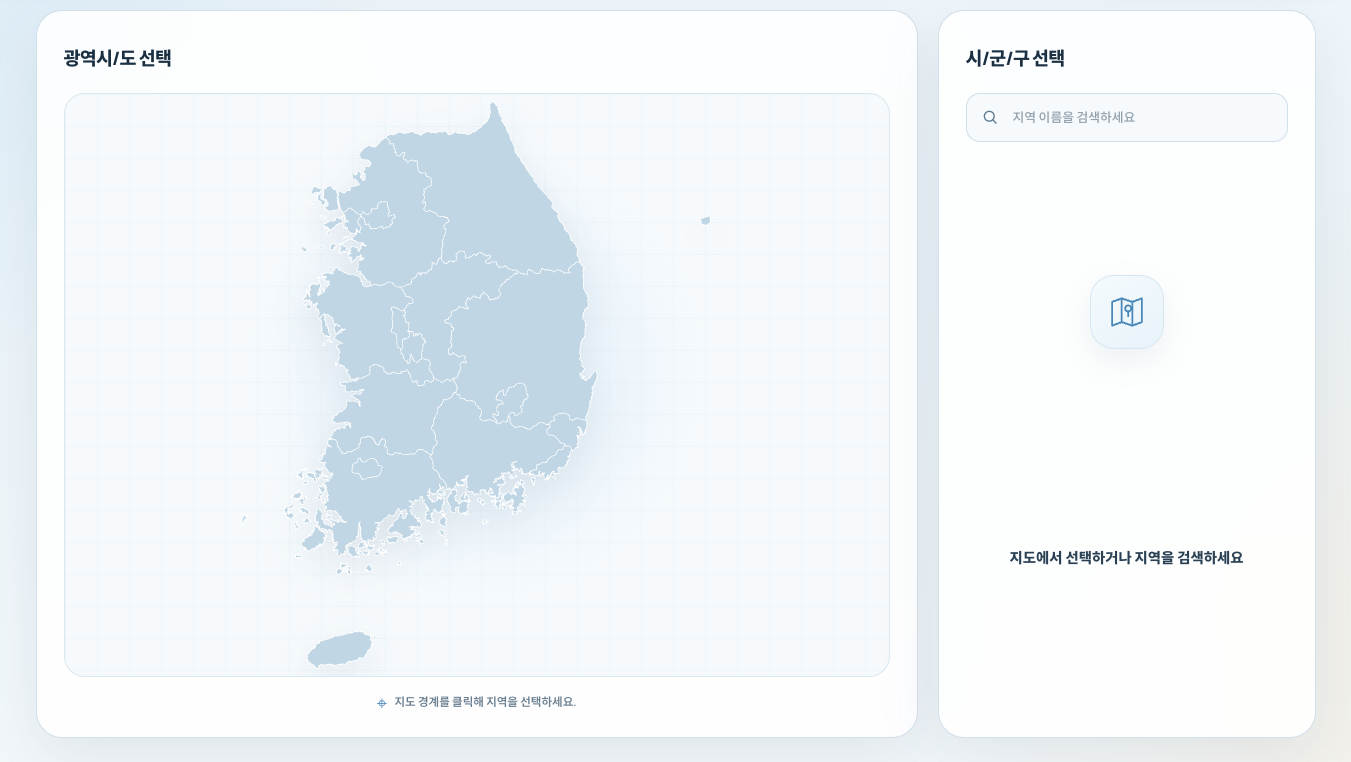 광역시/도 선택
시/군/구 선택
지역 이름을 검색하세요
지도에서 선택하거나 지역을 검색하세요
지도 경계를 클릭해 지역을 선택하세요.